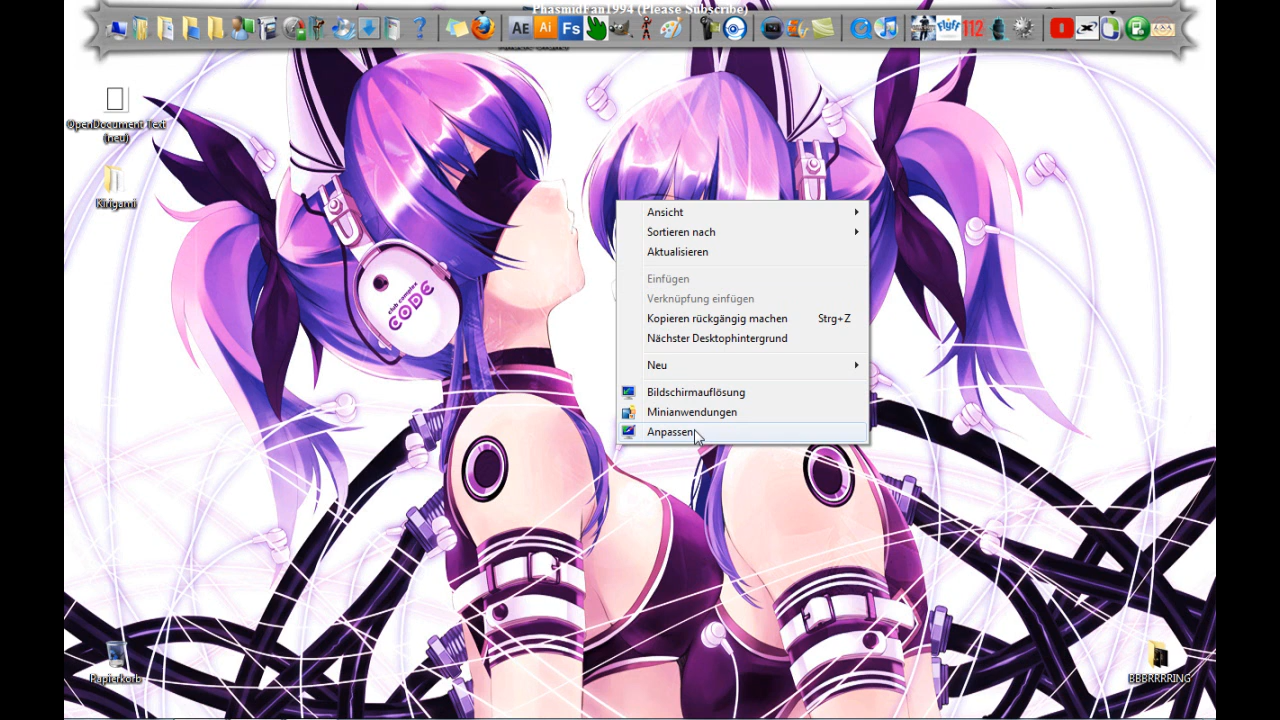 PhasmidFan1994 (Please Subscribe)
AE Ai Fs
Flyff 112
OpenDocument Text
(neu)
Kirigami
club complex
CODE
Ansicht
Sortieren nach
Aktualisieren
Einfügen
Verknüpfung einfügen
Kopieren rückgängig machen Strg+Z
Nächster Desktophintergrund
Neu
Bildschirmauflösung
Minianwendungen
Anpassen
Papierkorb
BBBRRRRING